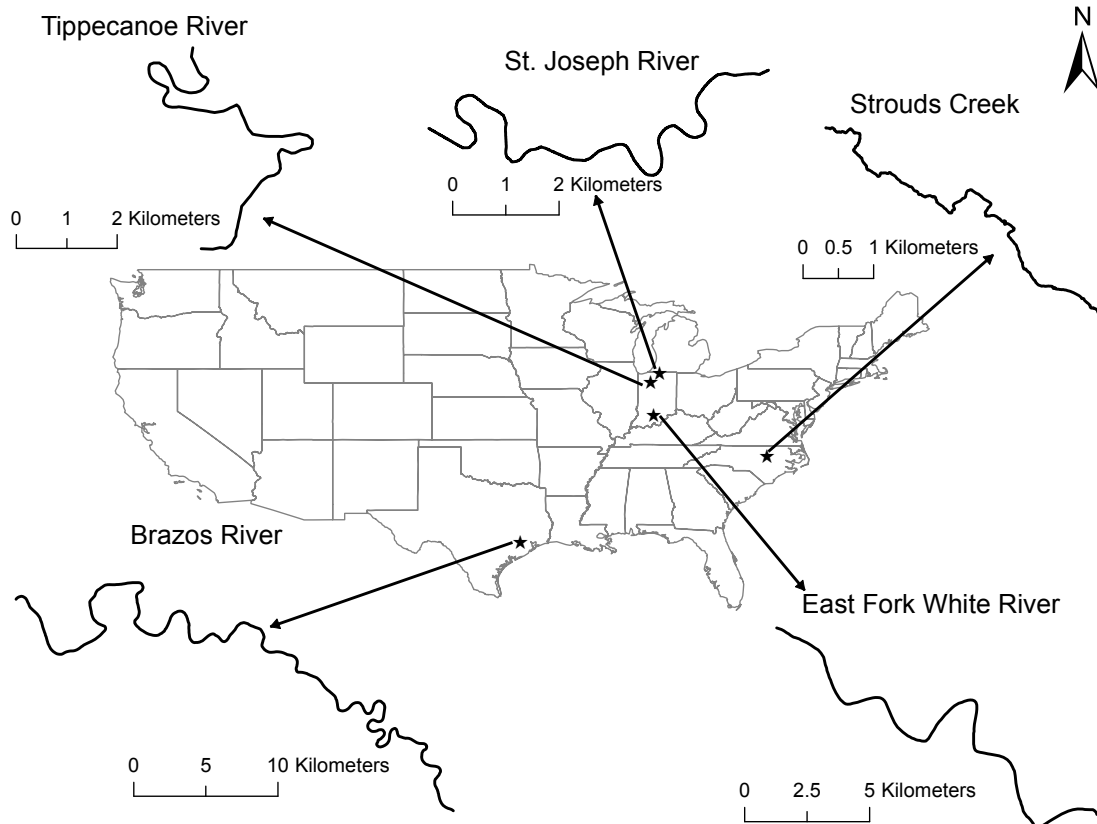 N
Tippecanoe River
St. Joseph River
Strouds Creek
0 1 2 Kilometers
0 1 2 Kilometers
0 0.5 1 Kilometers
Brazos River
East Fork White River
0 5 10 Kilometers
0 2.5 5 Kilometers